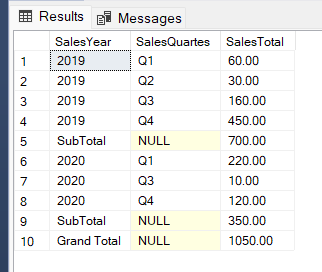 Results Messages
SalesYear SalesQuartes SalesTotal
1 2019 Q1 60.00
2 2019 Q2 30.00
3 2019 Q3 160.00
4 2019 Q4 450.00
5 SubTotal NULL 700.00
6 2020 Q1 220.00
7 2020 Q3 10.00
8 2020 Q4 120.00
9 SubTotal NULL 350.00
10 Grand Total NULL 1050.00